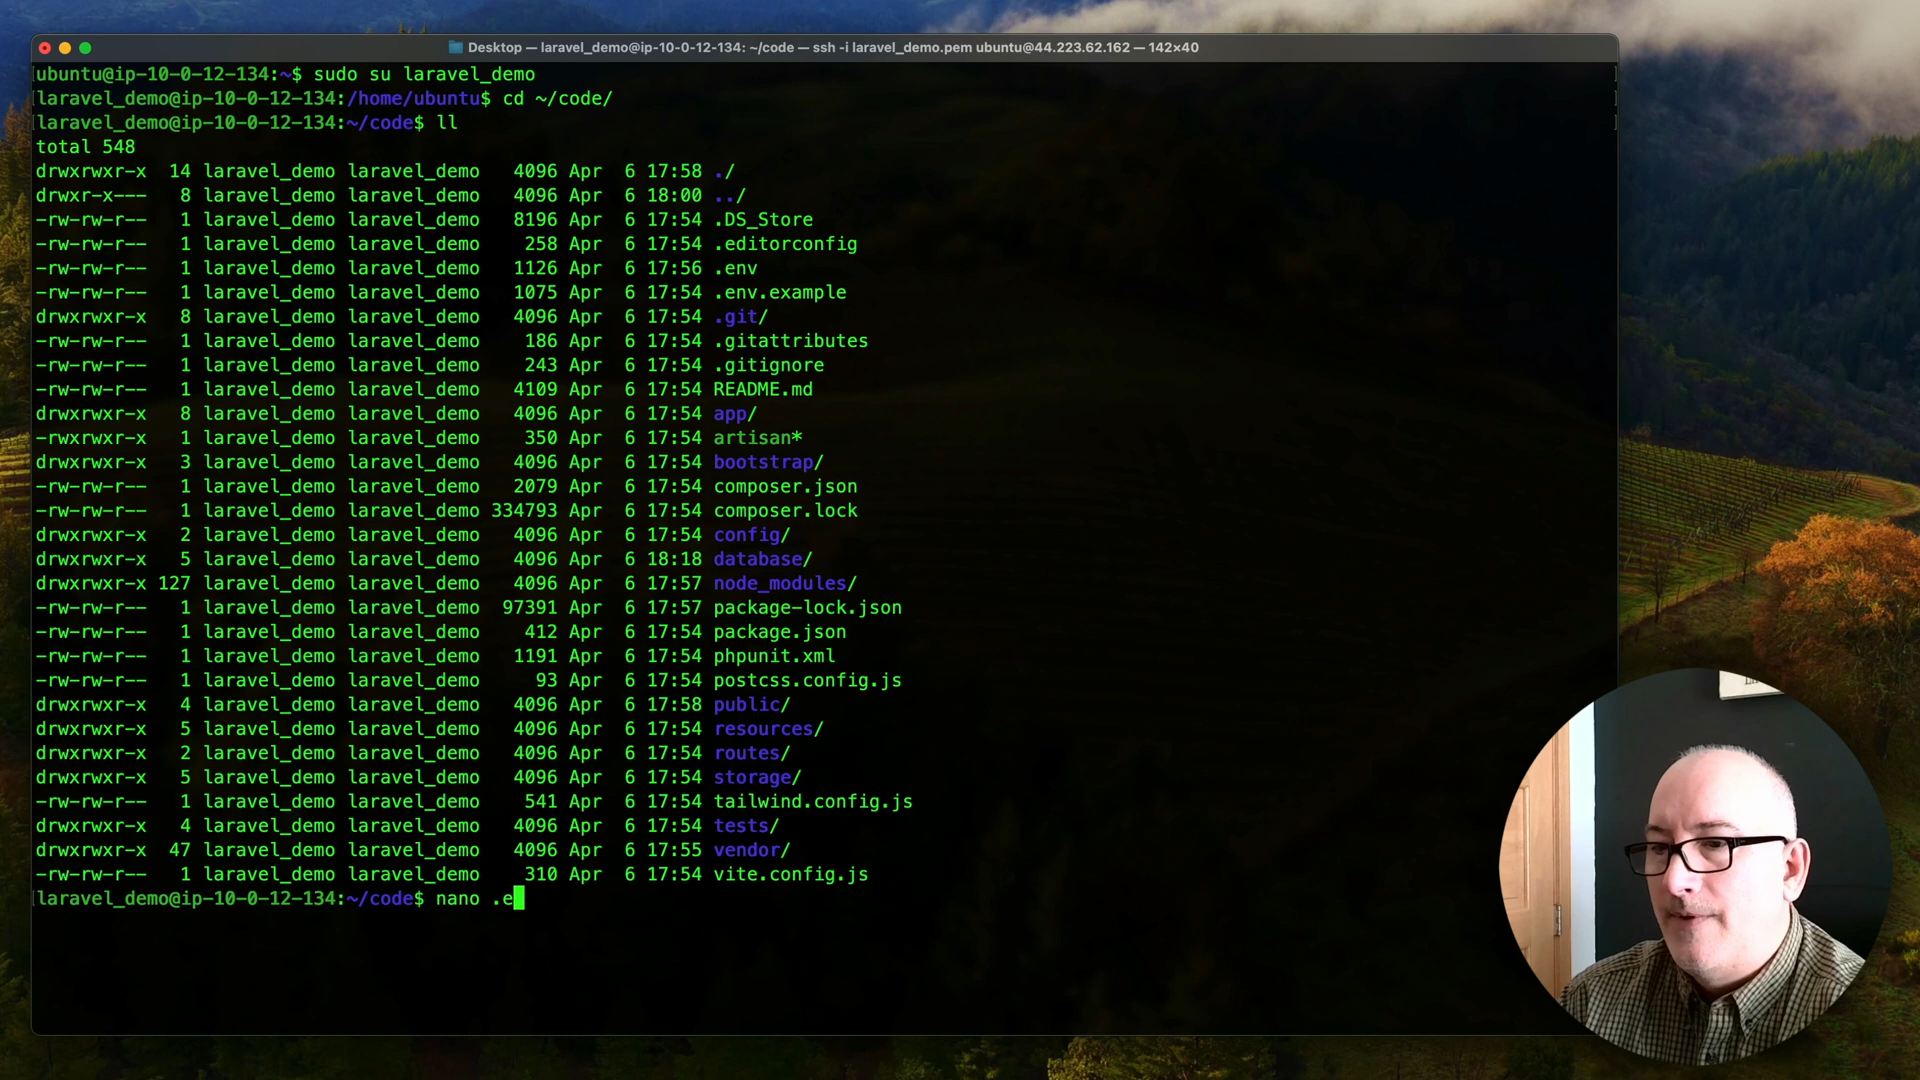 Desktop — laravel_demo@ip-10-0-12-134: ~/code — ssh -i laravel_demo.pem ubuntu@44.223.62.162 — 142×40
[ubuntu@ip-10-0-12-134:~$ sudo su laravel_demo ]
[laravel_demo@ip-10-0-12-134:/home/ubuntu$ cd ~/code/ ]
[laravel_demo@ip-10-0-12-134:~/code$ ll ]
total 548
drwxrwxr-x  14 laravel_demo laravel_demo   4096 Apr  6 17:58 ./
drwxr-x---   8 laravel_demo laravel_demo   4096 Apr  6 18:00 ../
-rw-rw-r--   1 laravel_demo laravel_demo   8196 Apr  6 17:54 .DS_Store
-rw-rw-r--   1 laravel_demo laravel_demo    258 Apr  6 17:54 .editorconfig
-rw-rw-r--   1 laravel_demo laravel_demo   1126 Apr  6 17:56 .env
-rw-rw-r--   1 laravel_demo laravel_demo   1075 Apr  6 17:54 .env.example
drwxrwxr-x   8 laravel_demo laravel_demo   4096 Apr  6 17:54 .git/
-rw-rw-r--   1 laravel_demo laravel_demo    186 Apr  6 17:54 .gitattributes
-rw-rw-r--   1 laravel_demo laravel_demo    243 Apr  6 17:54 .gitignore
-rw-rw-r--   1 laravel_demo laravel_demo   4109 Apr  6 17:54 README.md
drwxrwxr-x   8 laravel_demo laravel_demo   4096 Apr  6 17:54 app/
-rwxrwxr-x   1 laravel_demo laravel_demo    350 Apr  6 17:54 artisan*
drwxrwxr-x   3 laravel_demo laravel_demo   4096 Apr  6 17:54 bootstrap/
-rw-rw-r--   1 laravel_demo laravel_demo   2079 Apr  6 17:54 composer.json
-rw-rw-r--   1 laravel_demo laravel_demo 334793 Apr  6 17:54 composer.lock
drwxrwxr-x   2 laravel_demo laravel_demo   4096 Apr  6 17:54 config/
drwxrwxr-x   5 laravel_demo laravel_demo   4096 Apr  6 18:18 database/
drwxrwxr-x 127 laravel_demo laravel_demo   4096 Apr  6 17:57 node_modules/
-rw-rw-r--   1 laravel_demo laravel_demo  97391 Apr  6 17:57 package-lock.json
-rw-rw-r--   1 laravel_demo laravel_demo    412 Apr  6 17:54 package.json
-rw-rw-r--   1 laravel_demo laravel_demo   1191 Apr  6 17:54 phpunit.xml
-rw-rw-r--   1 laravel_demo laravel_demo     93 Apr  6 17:54 postcss.config.js
drwxrwxr-x   4 laravel_demo laravel_demo   4096 Apr  6 17:58 public/
drwxrwxr-x   5 laravel_demo laravel_demo   4096 Apr  6 17:54 resources/
drwxrwxr-x   2 laravel_demo laravel_demo   4096 Apr  6 17:54 routes/
drwxrwxr-x   5 laravel_demo laravel_demo   4096 Apr  6 17:54 storage/
-rw-rw-r--   1 laravel_demo laravel_demo    541 Apr  6 17:54 tailwind.config.js
drwxrwxr-x   4 laravel_demo laravel_demo   4096 Apr  6 17:54 tests/
drwxrwxr-x  47 laravel_demo laravel_demo   4096 Apr  6 17:55 vendor/
-rw-rw-r--   1 laravel_demo laravel_demo    310 Apr  6 17:54 vite.config.js
[laravel_demo@ip-10-0-12-134:~/code$ nano .e